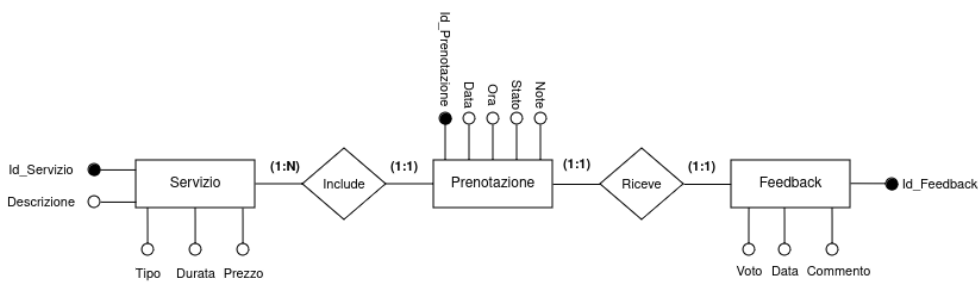 Id_Prenotazione
Data
Ora
Stato
Note
Id_Servizio
Descrizione
Servizio
(1:N)
Include
(1:1)
Prenotazione
(1:1)
Riceve
(1:1)
Feedback
Id_Feedback
Tipo
Durata
Prezzo
Voto
Data
Commento